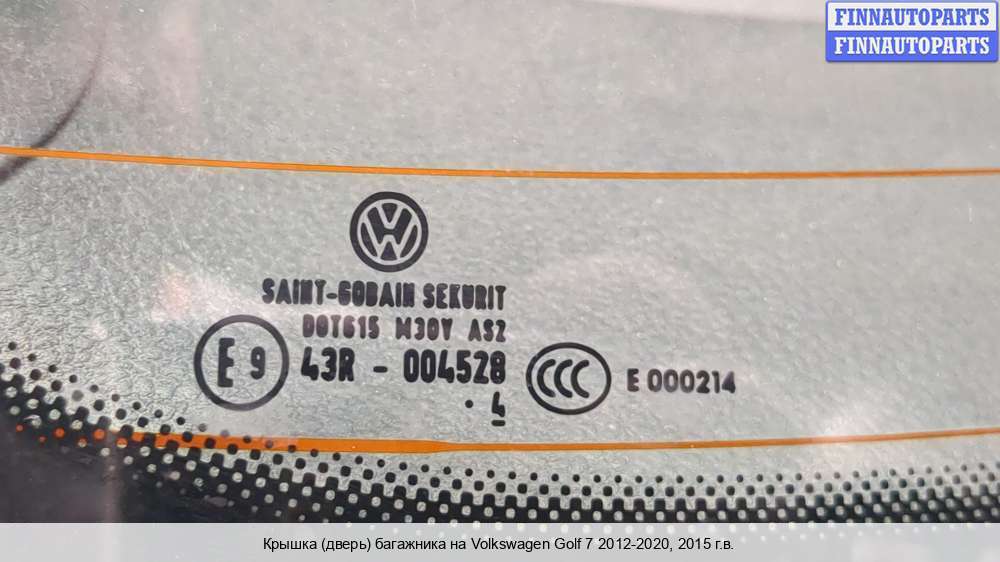 FINNAUTOPARTS
FINNAUTOPARTS
SAINT-GOBAIN SEKURIT
DOT615 M30Y AS2
E9 43R - 004528 CCC E 000214
. 4
Крышка (дверь) багажника на Volkswagen Golf 7 2012-2020, 2015 г.в.